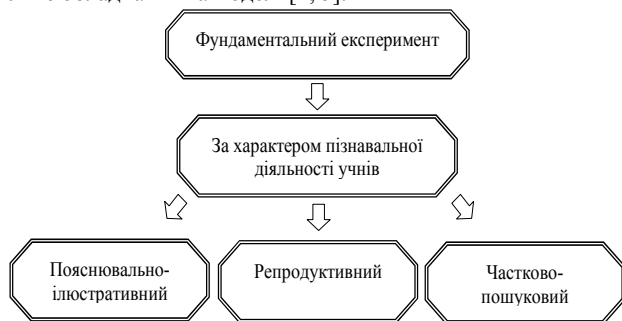 Фундаментальний експеримент
За характером пізнавальної
діяльності учнів
Пояснювально-
ілюстративний
Репродуктивний
Частково-
пошуковий